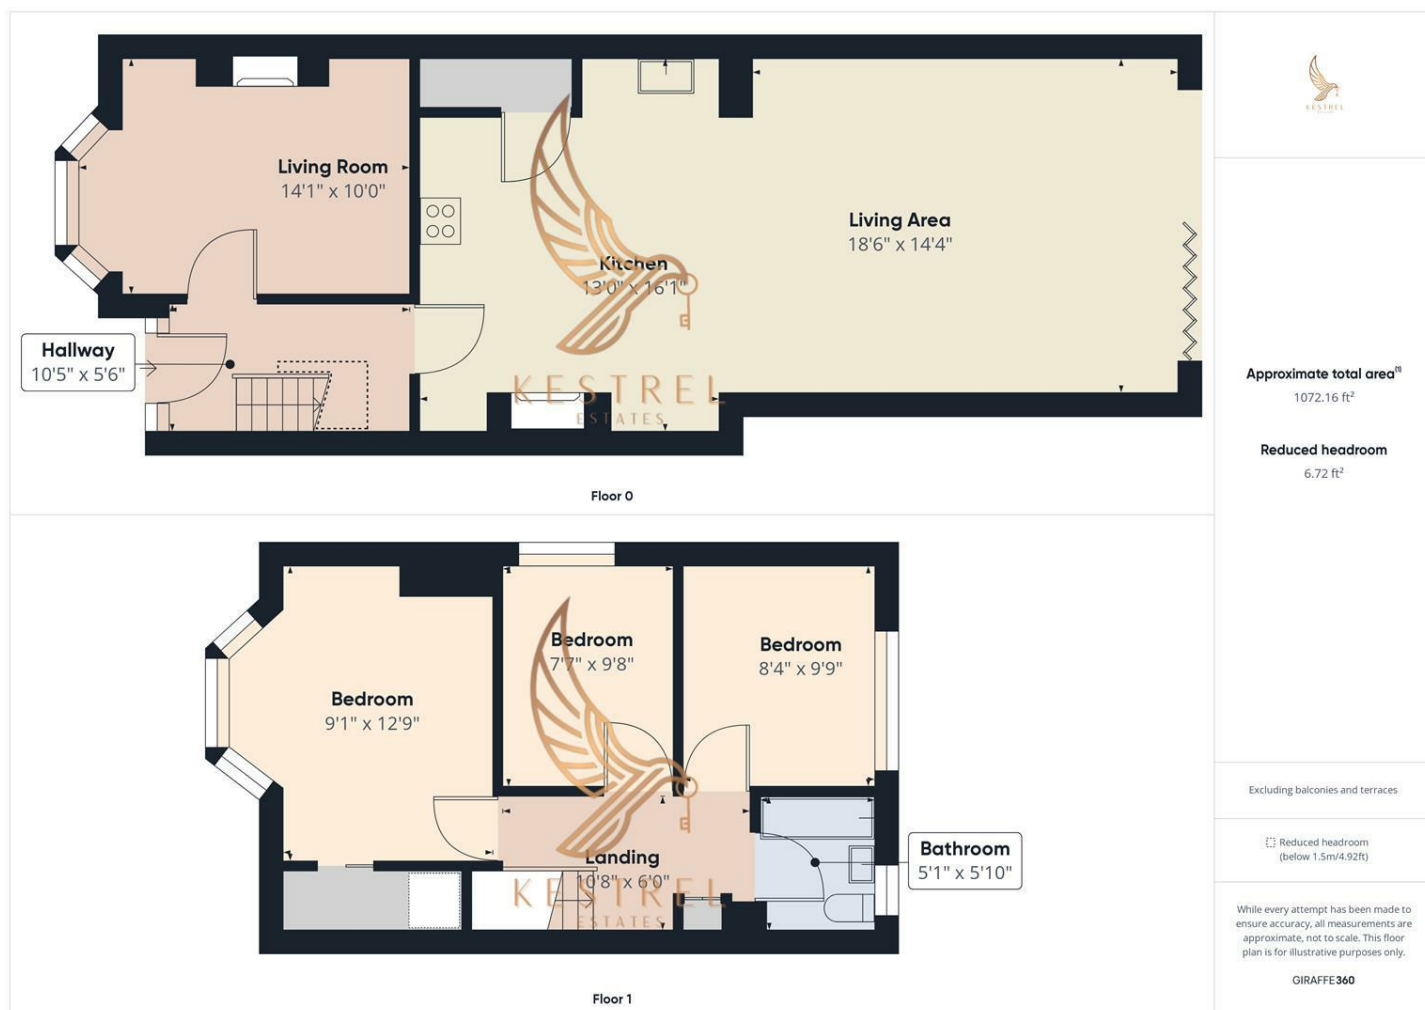 Living Room
14'1" x 10'0"
Living Area
18'6" x 14'4"
Kitchen
13'0" x 16'1"
Hallway
10'5" x 5'6"
KESTREL
ESTATES
Floor 0
Bedroom
9'1" x 12'9"
Bedroom
7'7" x 9'8"
Bedroom
8'4" x 9'9"
Landing
10'8" x 6'0"
Bathroom
5'1" x 5'10"
KESTREL
ESTATES
Floor 1
KESTREL
Approximate total area(1)
1072.16 ft²
Reduced headroom
6.72 ft²
Excluding balconies and terraces
Reduced headroom
(below 1.5m/4.92ft)
While every attempt has been made to
ensure accuracy, all measurements are
approximate, not to scale. This floor
plan is for illustrative purposes only.
GIRAFFE360